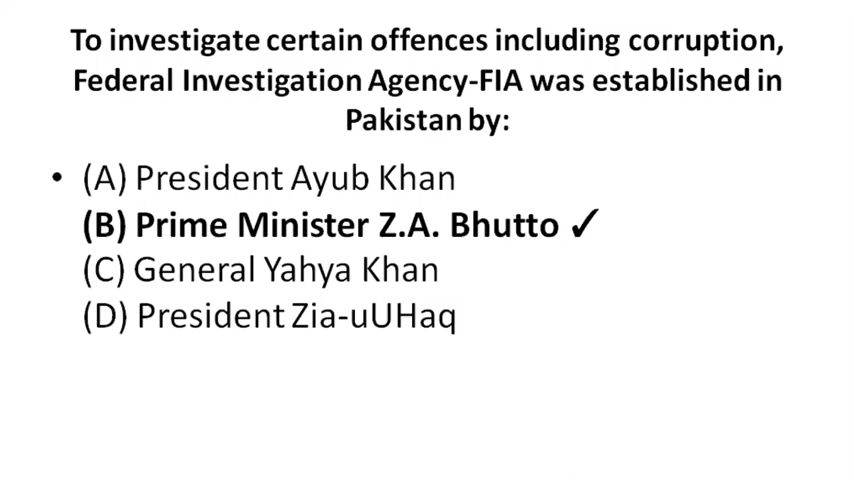 To investigate certain offences including corruption,
Federal Investigation Agency-FIA was established in
Pakistan by:
• (A) President Ayub Khan
(B) Prime Minister Z.A. Bhutto ✓
(C) General Yahya Khan
(D) President Zia-uUHaq